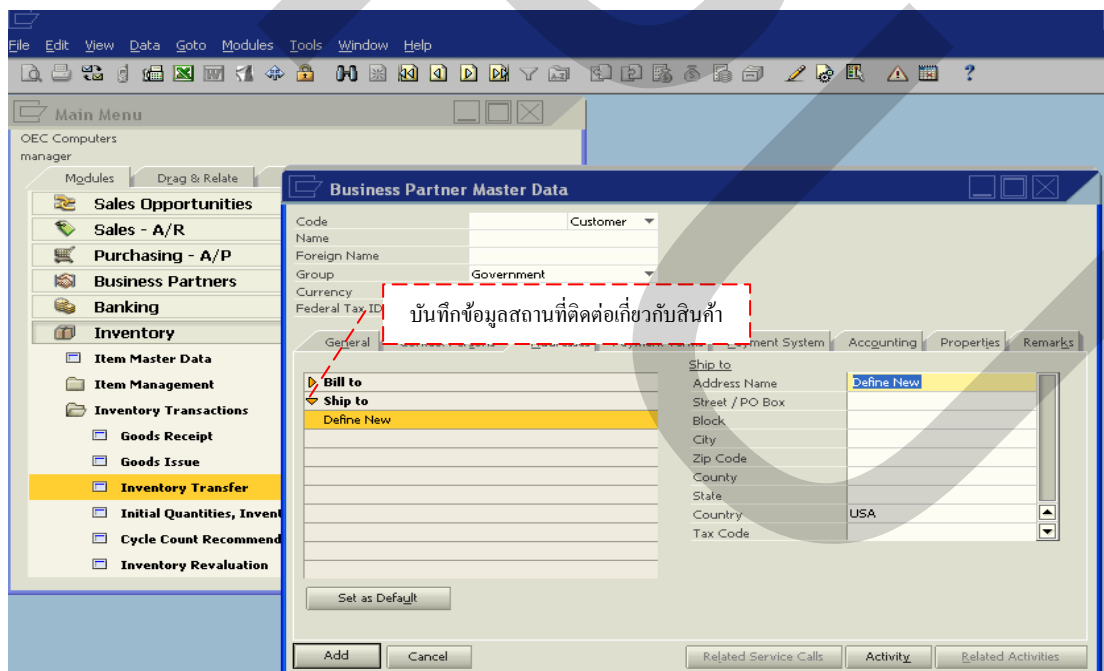 File Edit View Data Goto Modules Tools Window Help
Main Menu
OEC Computers
manager
Modules Drag & Relate
Sales Opportunities
Sales - A/R
Purchasing - A/P
Business Partners
Banking
Inventory
Item Master Data
Item Management
Inventory Transactions
Goods Receipt
Goods Issue
Inventory Transfer
Initial Quantities, Invent
Cycle Count Recommend
Inventory Revaluation
Business Partner Master Data
Code Customer
Name
Foreign Name
Group Government
Currency
Federal Tax ID
บันทึกข้อมูลสถานที่ติดต่อเกี่ยวกับสินค้า
General Payment System Accounting Properties Remarks
Bill to
Ship to
Define New
Set as Default
Ship to
Address Name Define New
Street / PO Box
Block
City
Zip Code
County
State
Country USA
Tax Code
Add Cancel Related Service Calls Activity Related Activities